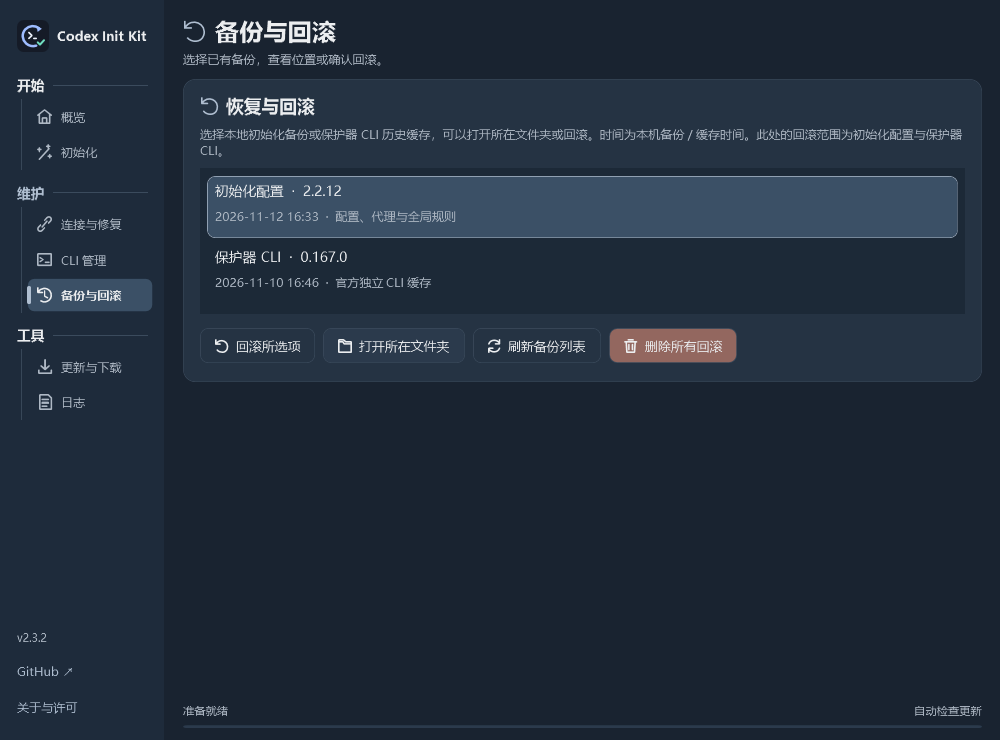 Codex Init Kit
开始
概览
初始化
维护
连接与修复
CLI 管理
备份与回滚
工具
更新与下载
日志
v2.3.2
GitHub ↗
关于与许可
备份与回滚
选择已有备份，查看位置或确认回滚。
恢复与回滚
选择本地初始化备份或保护器 CLI 历史缓存，可以打开所在文件夹或回滚。时间为本机备份 / 缓存时间。此处的回滚范围为初始化配置与保护器
CLI。
初始化配置 · 2.2.12
2026-11-12 16:33 · 配置、代理与全局规则
保护器 CLI · 0.167.0
2026-11-10 16:46 · 官方独立 CLI 缓存
回滚所选项
打开所在文件夹
刷新备份列表
删除所有回滚
准备就绪
自动检查更新